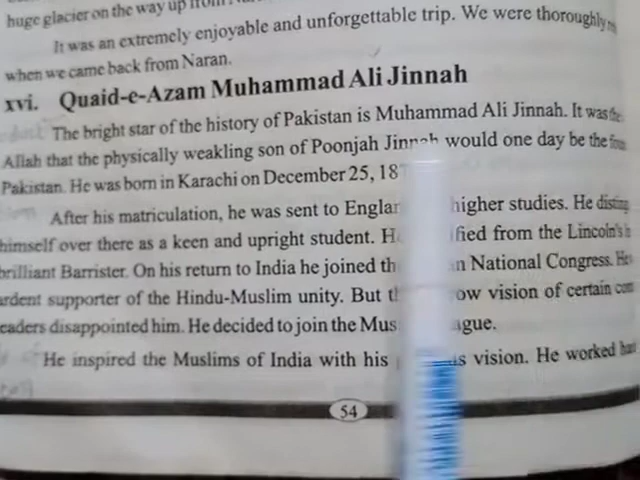 huge glacier on the way up from
It was an extremely enjoyable and unforgettable trip. We were thoroughly
when we came back from Naran.
xvi. Quaid-e-Azam Muhammad Ali Jinnah
The bright star of the history of Pakistan is Muhammad Ali Jinnah. It was the
Allah that the physically weakling son of Poonjah Jinnah would one day be the
Pakistan. He was born in Karachi on December 25, 18
After his matriculation, he was sent to higher studies. He
himself over there as a keen and upright student. from the Lincoln's
brilliant Barrister. On his return to India he joined National Congress. He
ardent supporter of the Hindu-Muslim unity. But vision of certain
leaders disappointed him. He decided to join the
He inspired the Muslims of India with his vision. He worked
54